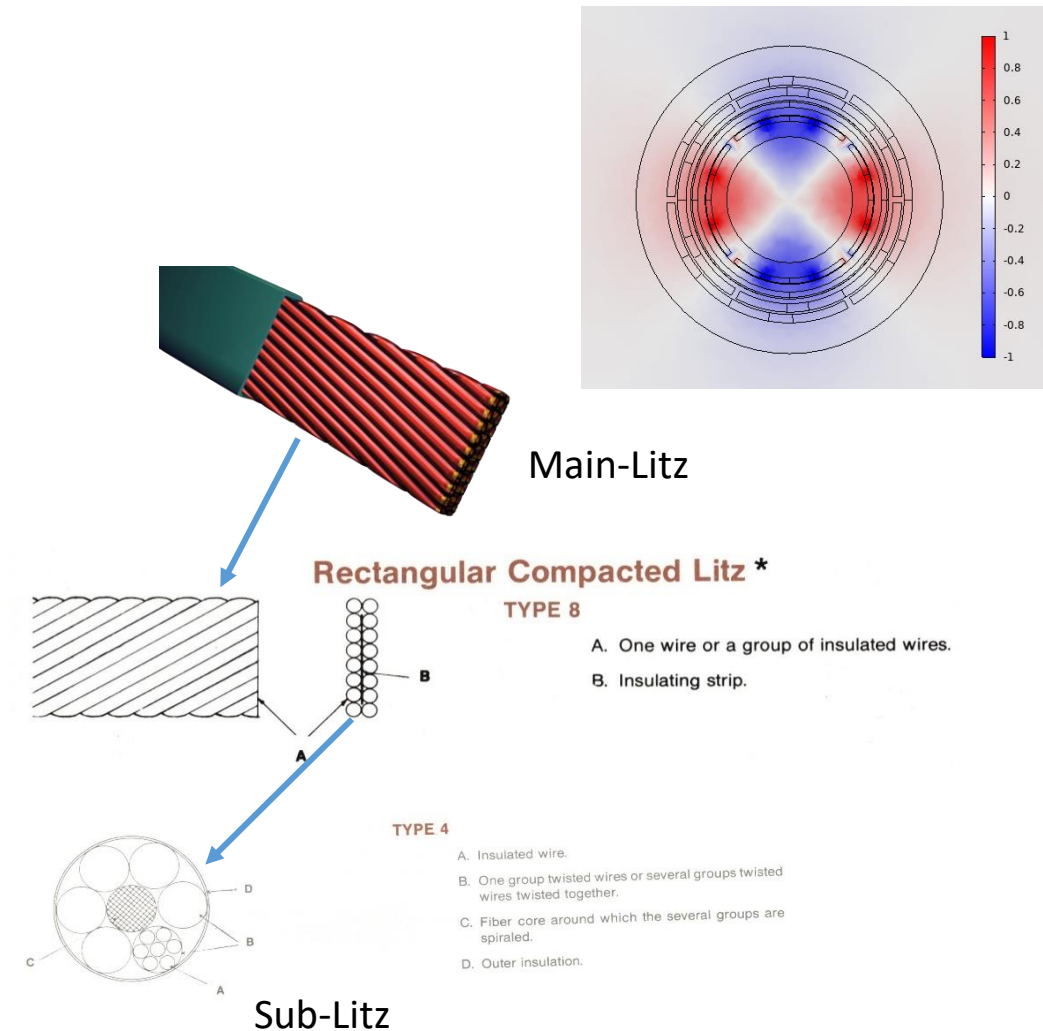 1
0.8
0.6
0.4
0.2
0
-0.2
-0.4
-0.6
-0.8
-1
Main-Litz
Rectangular Compacted Litz *
TYPE 8
A. One wire or a group of insulated wires.
B. Insulating strip.
B
A
TYPE 4
A. Insulated wire.
B. One group twisted wires or several groups twisted
wires twisted together.
C. Fiber core around which the several groups are
spiraled.
D. Outer insulation.
D
B
C
A
Sub-Litz